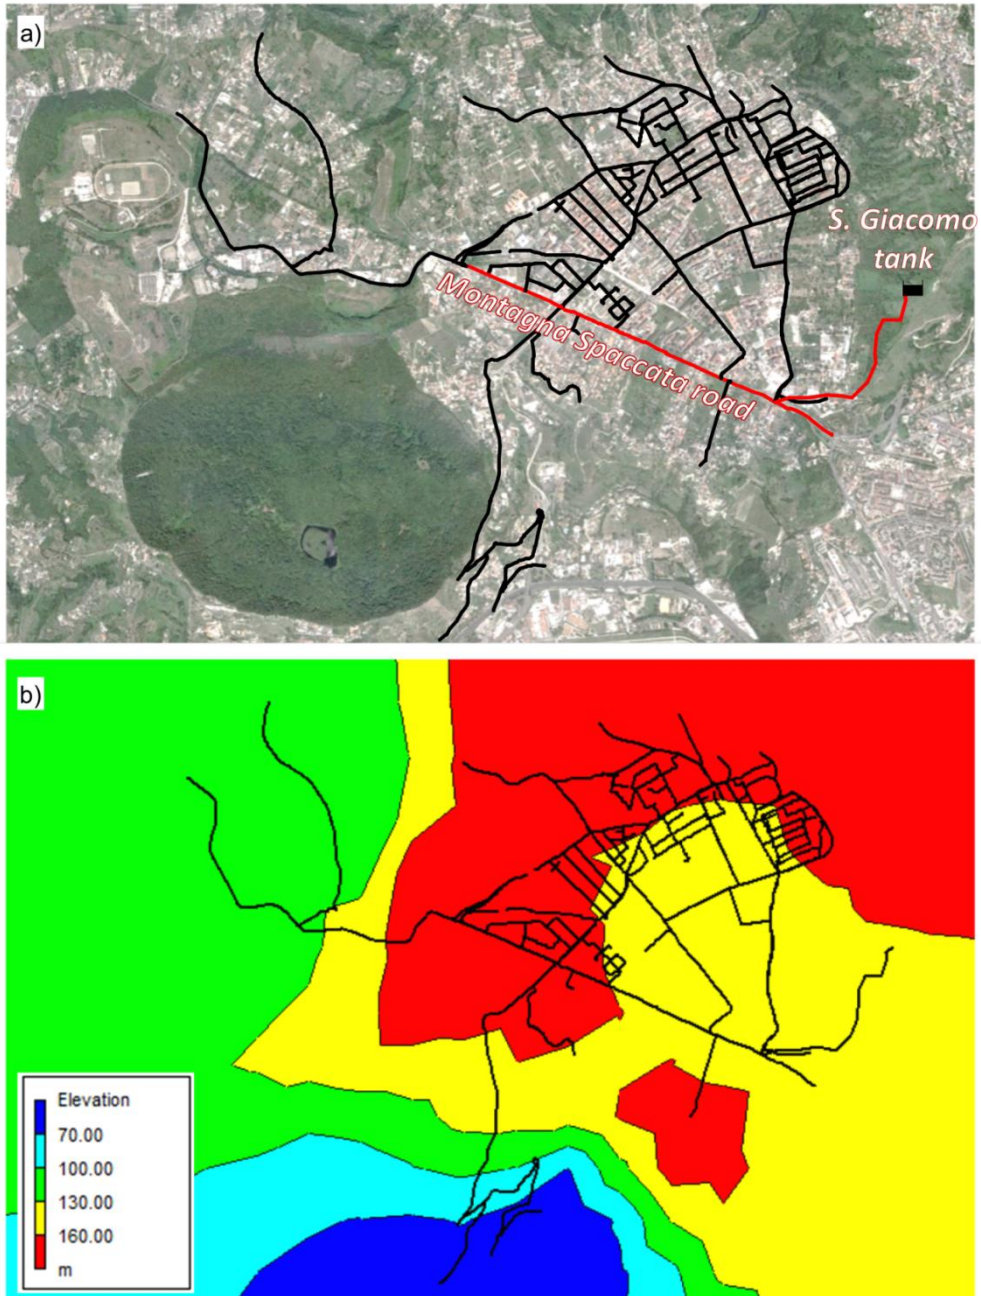 a)
S. Giacomo
tank
Montagna Spaccata road
b)
Elevation
70.00
100.00
130.00
160.00
m